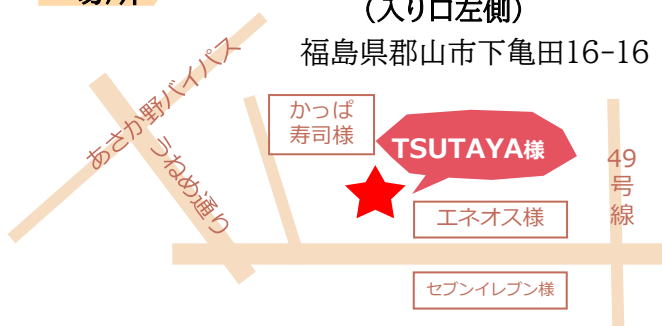 場所
（入り口左側）
福島県郡山市下亀田16-16
あさか野バイパス
うねめ通り
かっぱ
寿司様
TSUTAYA様
49
号
線
エネオス様
セブンイレブン様